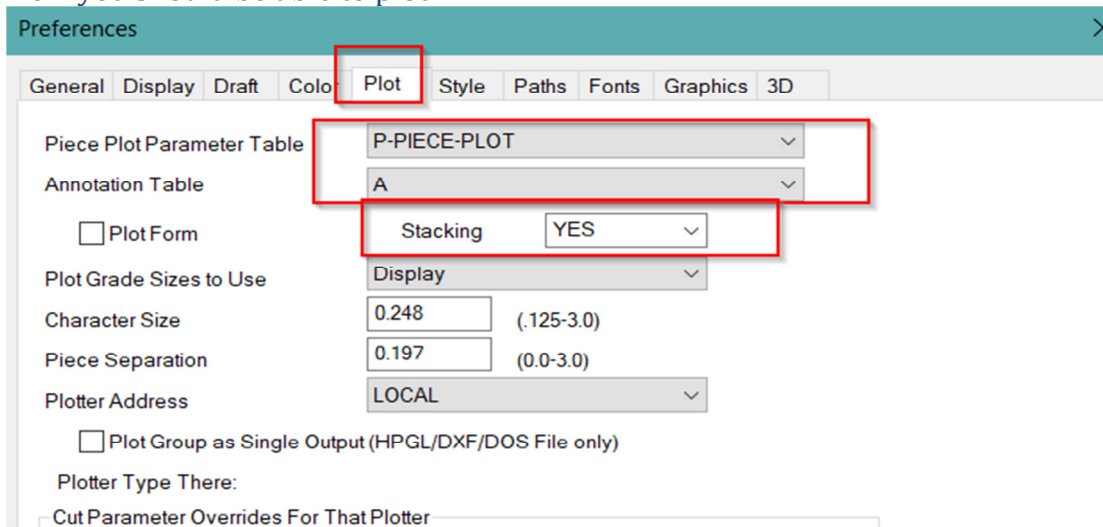 Preferences
General Display Draft Color Plot Style Paths Fonts Graphics 3D
Piece Plot Parameter Table P-PIECE-PLOT
Annotation Table A
Plot Form Stacking YES
Plot Grade Sizes to Use Display
Character Size 0.248 (.125-3.0)
Piece Separation 0.197 (0.0-3.0)
Plotter Address LOCAL
Plot Group as Single Output (HPGL/DXF/DOS File only)
Plotter Type There:
Cut Parameter Overrides For That Plotter